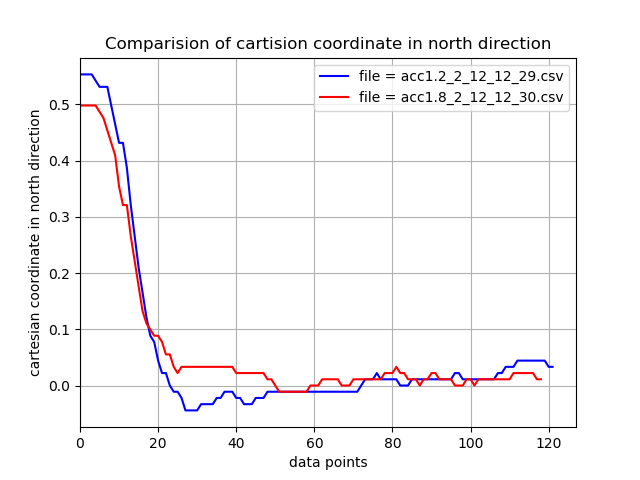 Comparision of cartision coordinate in north direction
file = acc1.2_2_12_12_29.csv
file = acc1.8_2_12_12_30.csv
cartesian coordinate in north direction
0.5
0.4
0.3
0.2
0.1
0.0
0 20 40 60 80 100 120
data points